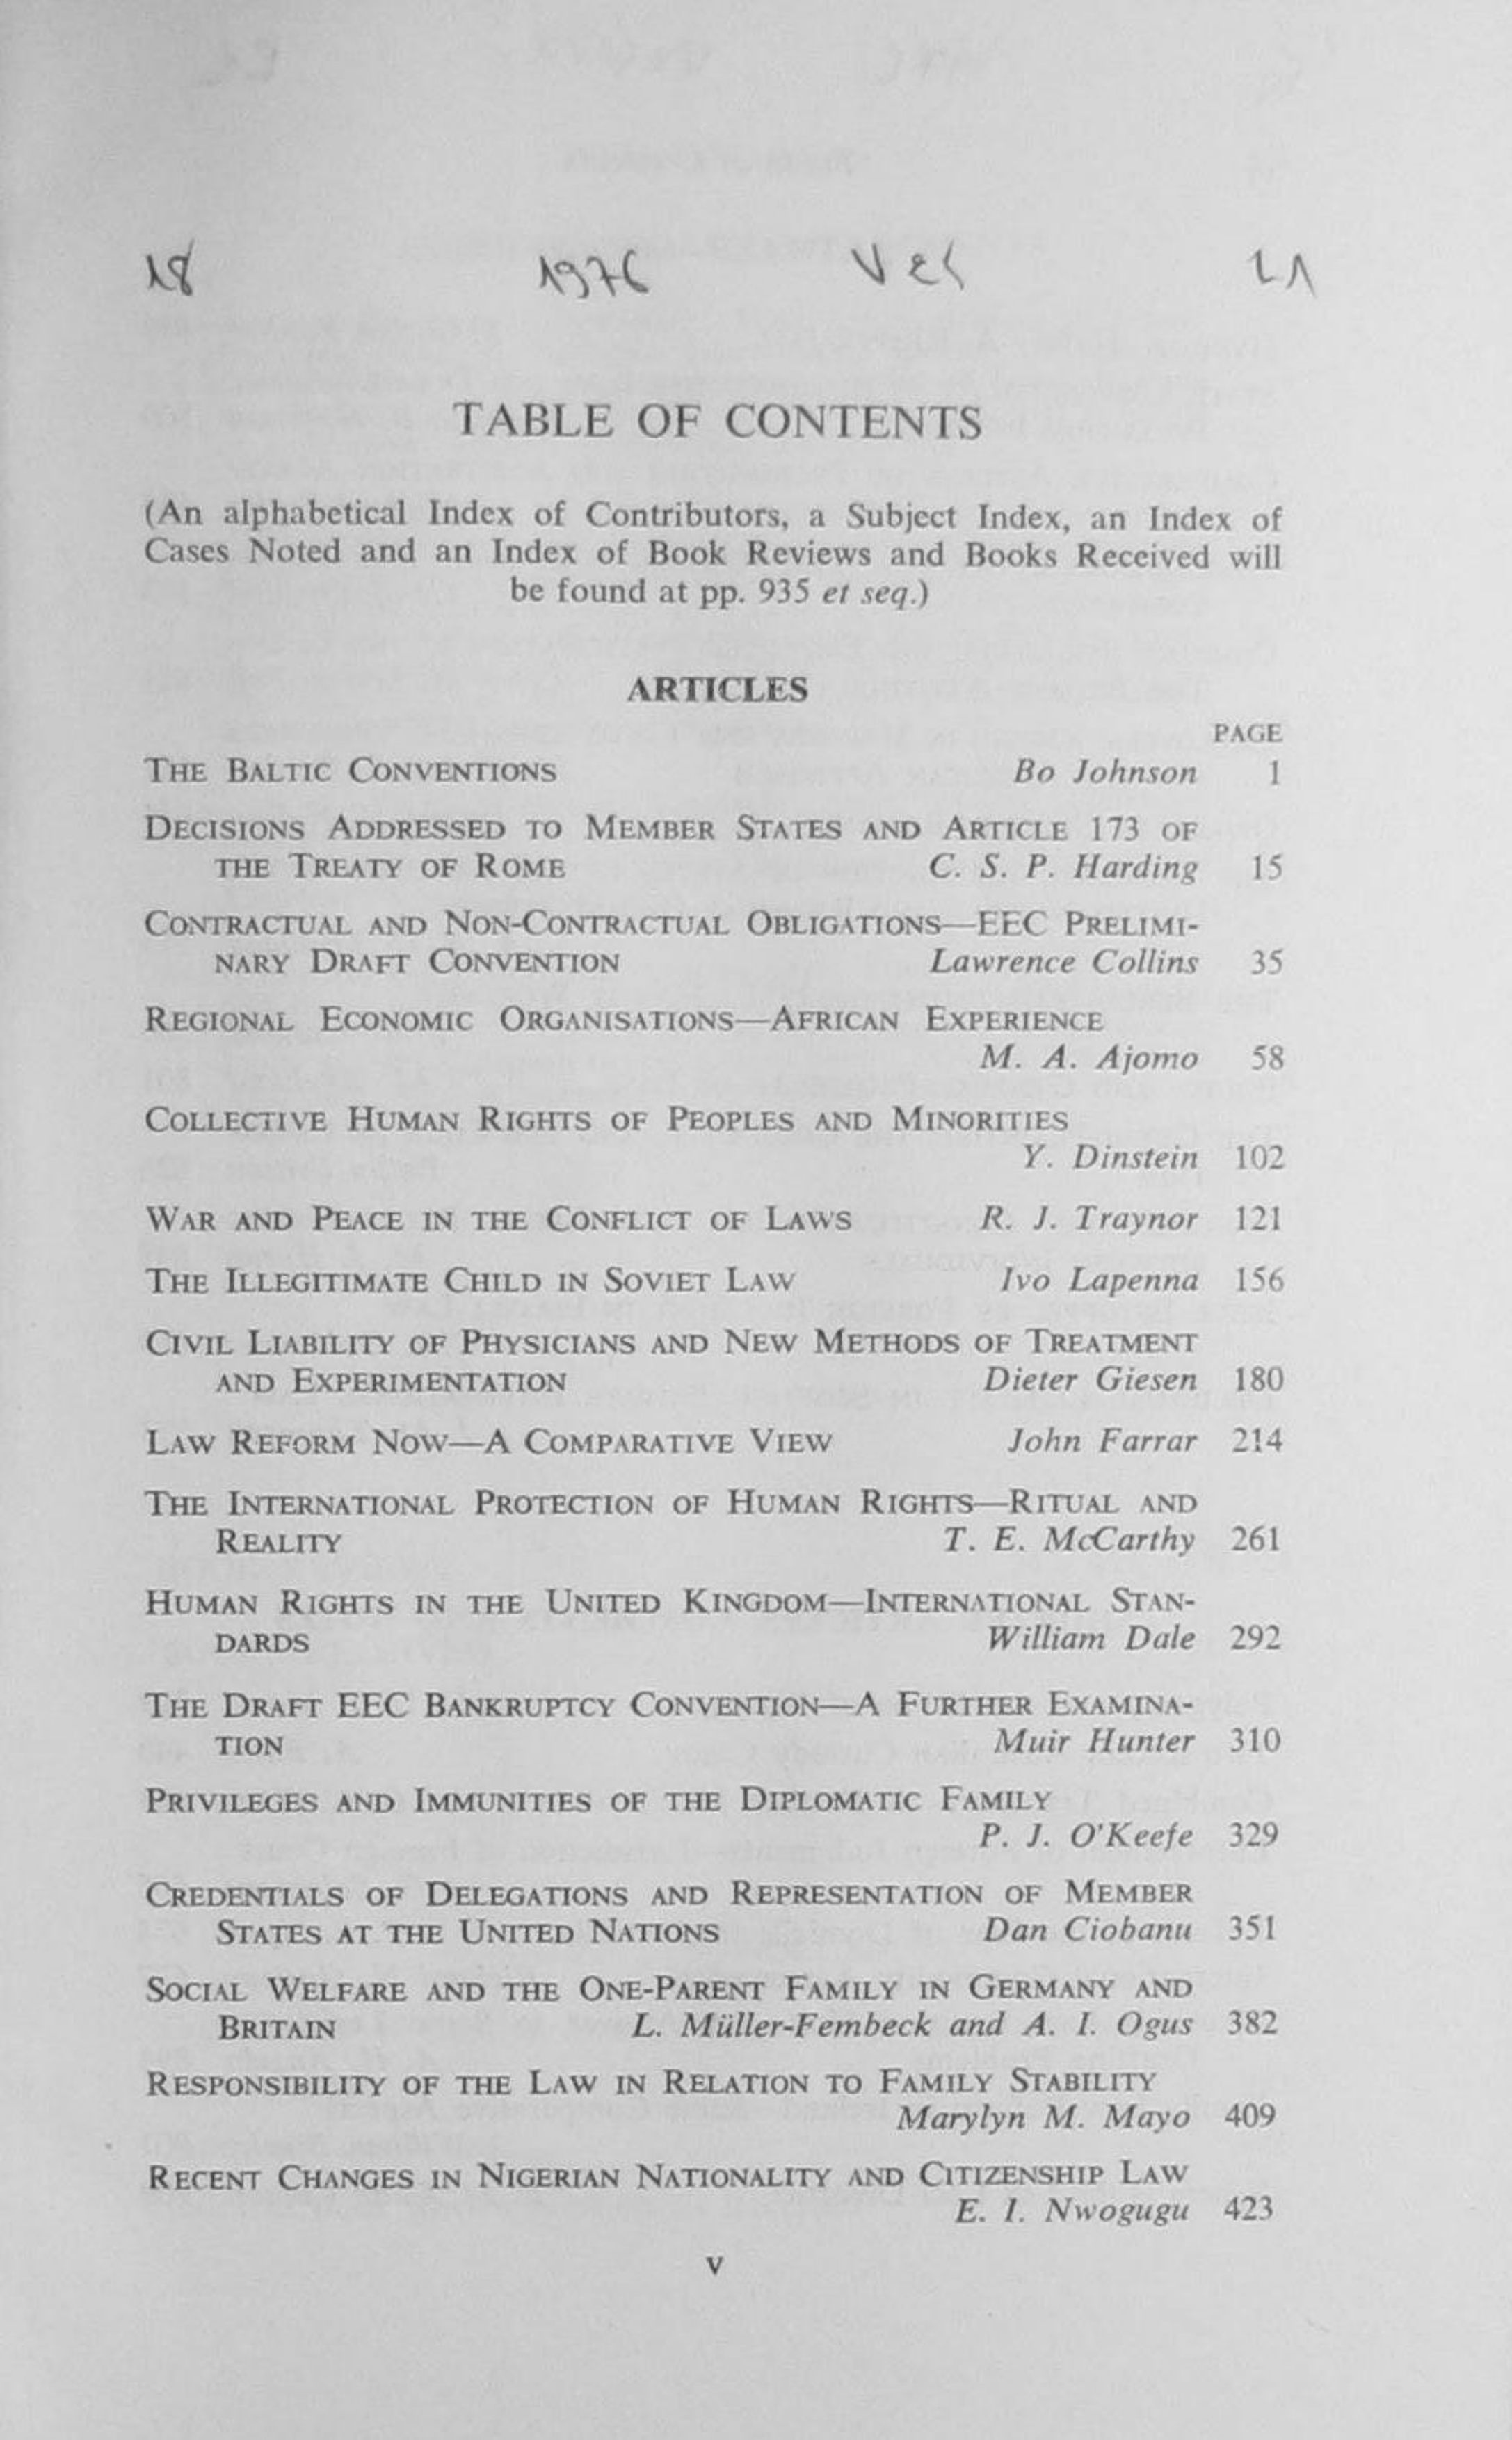 18 1976 Vol 21
TABLE OF CONTENTS
(An alphabetical Index of Contributors, a Subject Index, an Index of
Cases Noted and an Index of Book Reviews and Books Received will
be found at pp. 935 et seq.)
ARTICLES
PAGE
THE BALTIC CONVENTIONS Bo Johnson 1
DECISIONS ADDRESSED TO MEMBER STATES AND ARTICLE 173 OF
THE TREATY OF ROME C. S. P. Harding 15
CONTRACTUAL AND NON-CONTRACTUAL OBLIGATIONS—EEC PRELIMI-
NARY DRAFT CONVENTION Lawrence Collins 35
REGIONAL ECONOMIC ORGANISATIONS—AFRICAN EXPERIENCE
M. A. Ajomo 58
COLLECTIVE HUMAN RIGHTS OF PEOPLES AND MINORITIES
Y. Dinstein 102
WAR AND PEACE IN THE CONFLICT OF LAWS R. J. Traynor 121
THE ILLEGITIMATE CHILD IN SOVIET LAW Ivo Lapenna 156
CIVIL LIABILITY OF PHYSICIANS AND NEW METHODS OF TREATMENT
AND EXPERIMENTATION Dieter Giesen 180
LAW REFORM NOW—A COMPARATIVE VIEW John Farrar 214
THE INTERNATIONAL PROTECTION OF HUMAN RIGHTS—RITUAL AND
REALITY T. E. McCarthy 261
HUMAN RIGHTS IN THE UNITED KINGDOM—INTERNATIONAL STAN-
DARDS William Dale 292
THE DRAFT EEC BANKRUPTCY CONVENTION—A FURTHER EXAMINA-
TION Muir Hunter 310
PRIVILEGES AND IMMUNITIES OF THE DIPLOMATIC FAMILY
P. J. O'Keefe 329
CREDENTIALS OF DELEGATIONS AND REPRESENTATION OF MEMBER
STATES AT THE UNITED NATIONS Dan Ciobanu 351
SOCIAL WELFARE AND THE ONE-PARENT FAMILY IN GERMANY AND
BRITAIN L. Müller-Fembeck and A. I. Ogus 382
RESPONSIBILITY OF THE LAW IN RELATION TO FAMILY STABILITY
Marylyn M. Mayo 409
RECENT CHANGES IN NIGERIAN NATIONALITY AND CITIZENSHIP LAW
E. I. Nwogugu 423
v